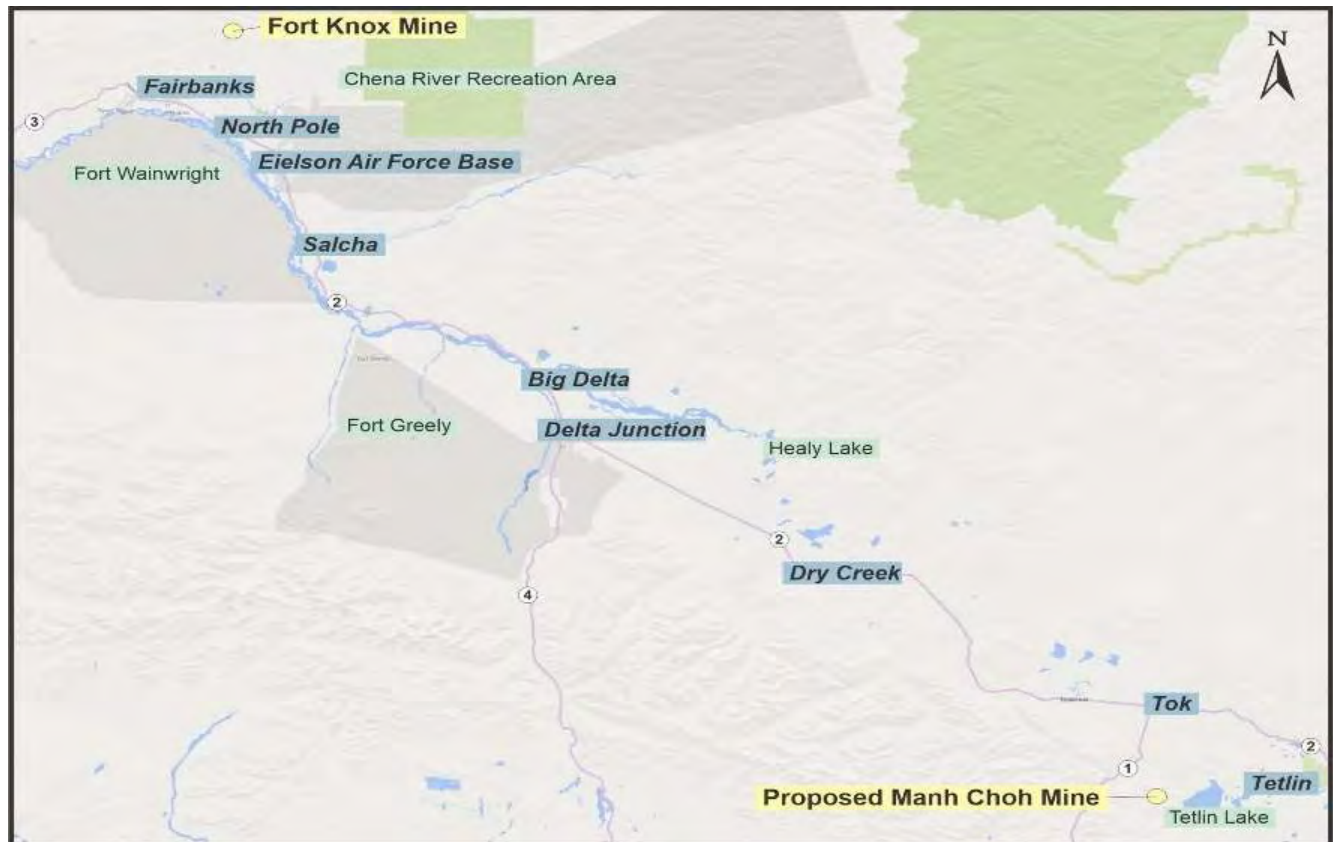 Fort Knox Mine
N
Chena River Recreation Area
Fairbanks
3
North Pole
Eielson Air Force Base
Fort Wainwright
Salcha
2
Big Delta
Fort Greely
Delta Junction
Healy Lake
2
Dry Creek
4
Tok
2
1
Tetlin
Proposed Manh Choh Mine
Tetlin Lake